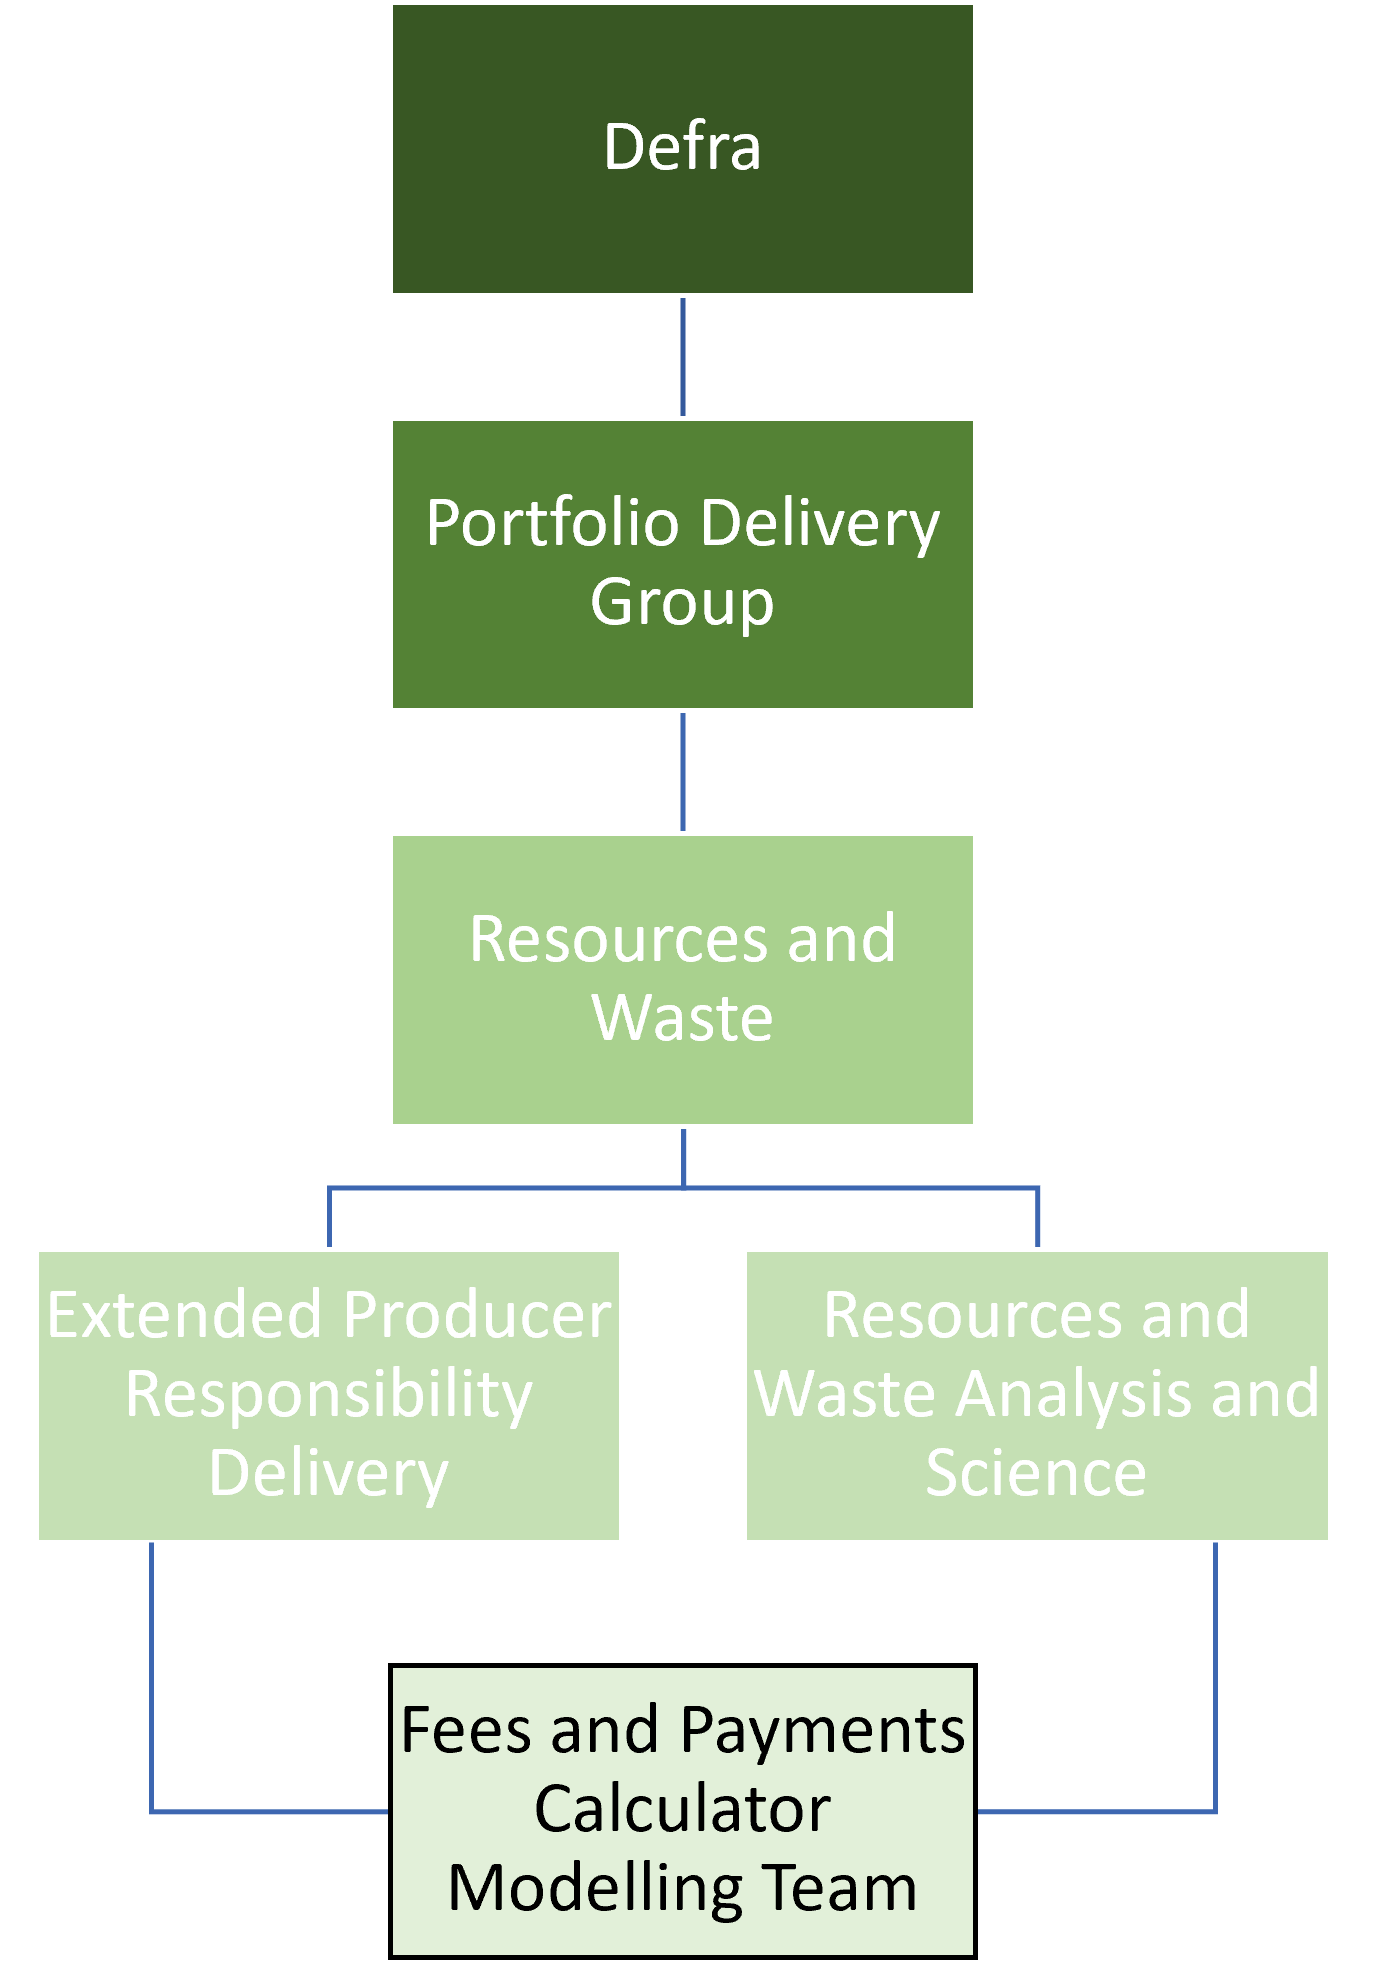 Defra
Portfolio Delivery
Group
Resources and
Waste
Extended Producer
Responsibility
Delivery
Resources and
Waste Analysis and
Science
Fees and Payments
Calculator
Modelling Team